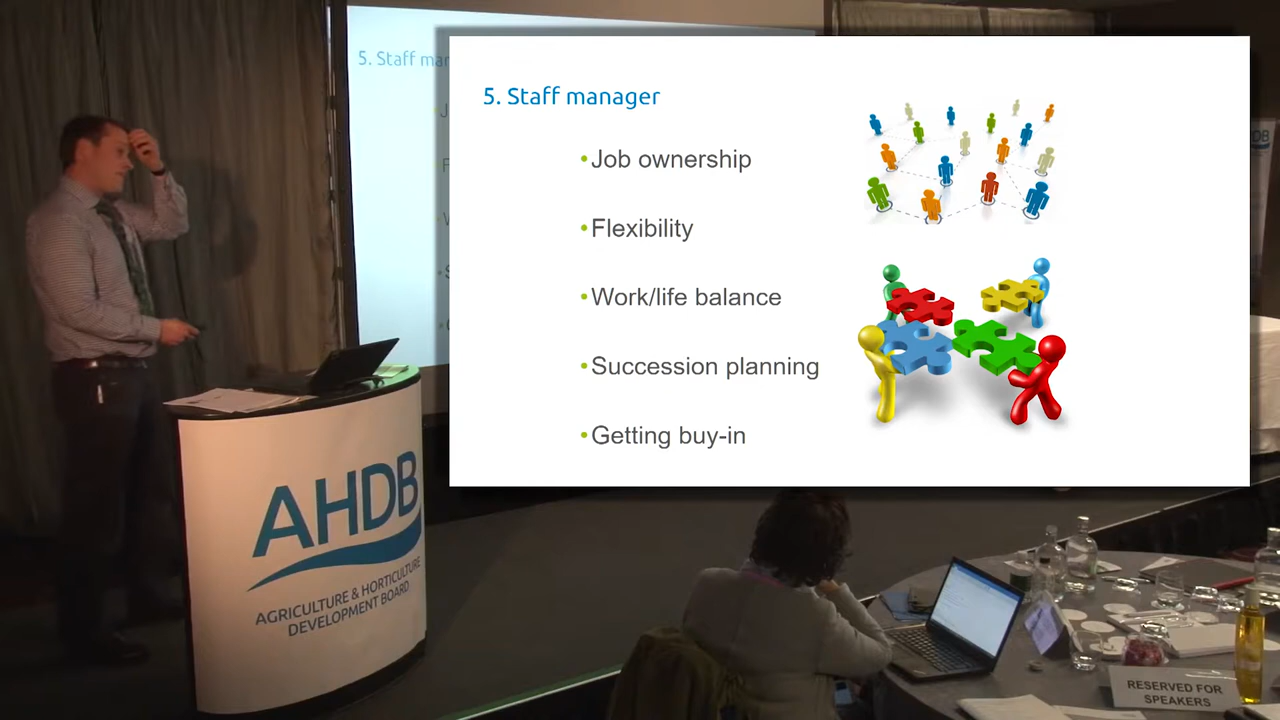 5. Staff man
5. Staff manager
•Job ownership
•Flexibility
•Work/life balance
•Succession planning
•Getting buy-in
AHDB
AGRICULTURE & HORTICULTURE
DEVELOPMENT BOARD
RESERVED FOR
SPEAKERS